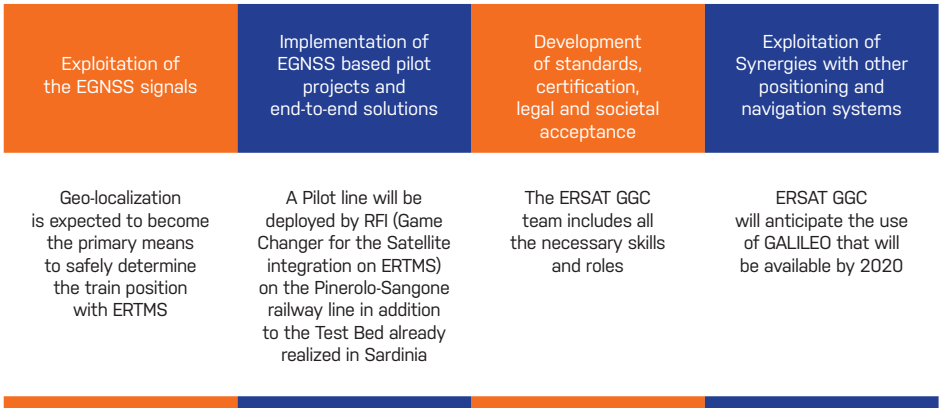 Exploitation of
the EGNSS signals
Implementation of
EGNSS based pilot
projects and
end-to-end solutions
Development
of standards,
certification,
legal and societal
acceptance
Exploitation of
Synergies with other
positioning and
navigation systems
Geo-localization
is expected to become
the primary means
to safely determine
the train position
with ERTMS
A Pilot line will be
deployed by RFI (Game
Changer for the Satellite
integration on ERTMS)
on the Pinerolo-Sangone
railway line in addition
to the Test Bed already
realized in Sardinia
The ERSAT GGC
team includes all
the necessary skills
and roles
ERSAT GGC
will anticipate the use
of GALILEO that will
be available by 2020